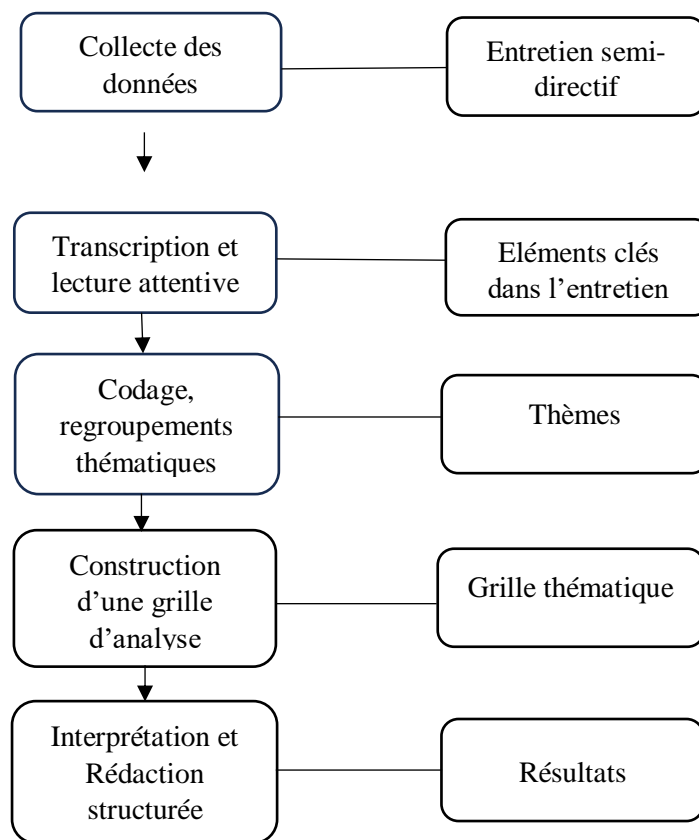 Collecte des
données
Entretien semi-
directif
Transcription et
lecture attentive
Eléments clés
dans l’entretien
Codage,
regroupements
thématiques
Thèmes
Construction
d’une grille
d’analyse
Grille thématique
Interprétation et
Rédaction
structurée
Résultats